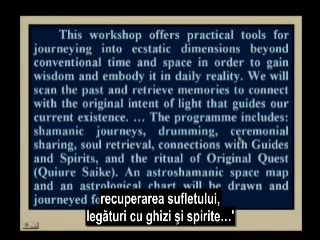 This workshop offers practical tools for
journeying into ecstatic dimensions beyond
conventional time and space in order to gain
wisdom and embody it in daily reality. We will
scan the past and retrieve memories to connect
with the original intent of light that guides our
current existence. ... The programme includes:
shamanic journeys, drumming, ceremonial
sharing, soul retrieval, connections with Guides
and Spirits, and the ritual of Original Quest
(Quiure Saike). An astroshamanic space map
and an astrological chart will be drawn and
journeyed fo
recuperarea sufletului,
legături cu ghizi și spirite...'